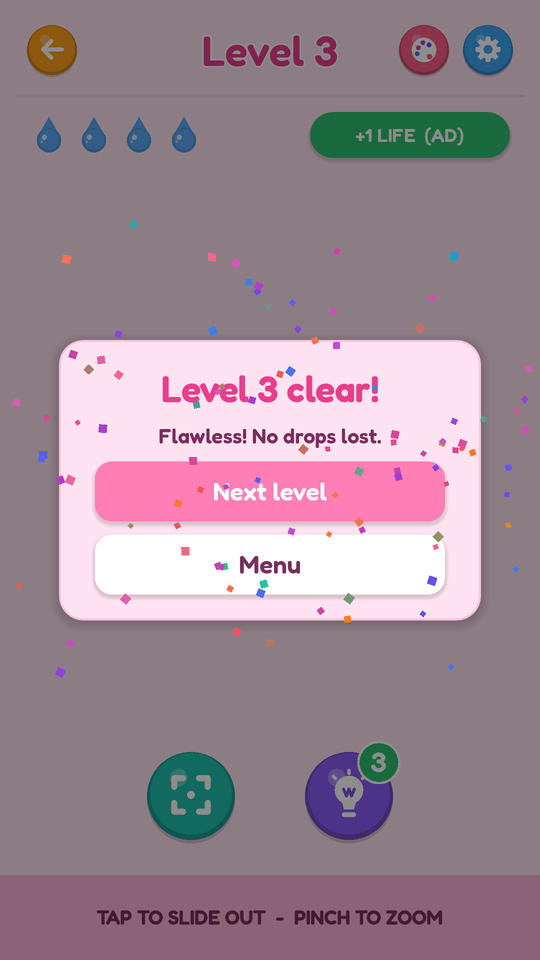 Level 3
+1 LIFE (AD)
Level 3 clear!
Flawless! No drops lost.
Next level
Menu
3
W
TAP TO SLIDE OUT - PINCH TO ZOOM